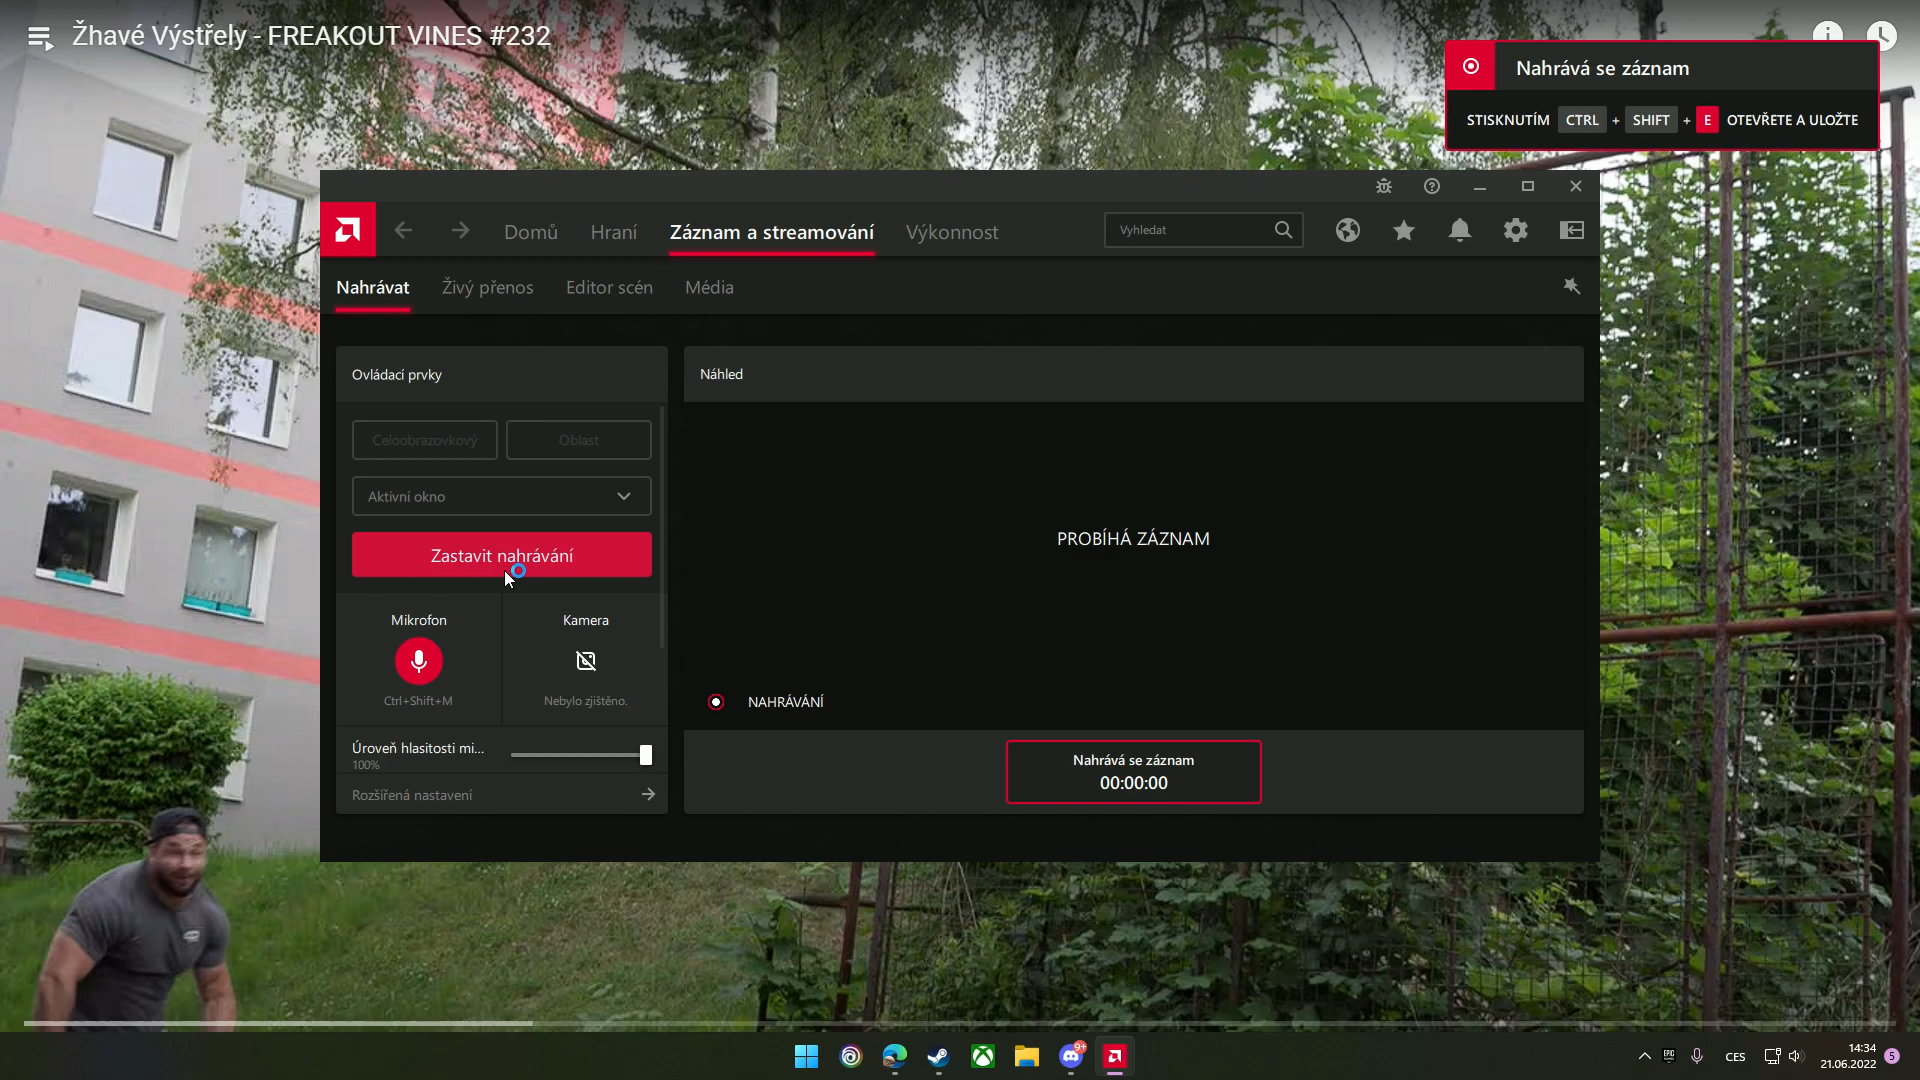 Žhavé Výstřely - FREAKOUT VINES #232
Nahrává se záznam
STISKNUTÍM CTRL + SHIFT + E OTEVŘETE A ULOŽTE
Domů
Hraní
Záznam a streamování
Výkonnost
Vyhledat
Nahrávat
Živý přenos
Editor scén
Média
Ovládací prvky
Náhled
Celoobrazovkový
Oblast
Aktivní okno
Zastavit nahrávání
PROBÍHÁ ZÁZNAM
Mikrofon
Kamera
Ctrl+Shift+M
Nebylo zjištěno.
NAHRÁVÁNÍ
Úroveň hlasitosti mi...
100%
Rozšířená nastavení
Nahrává se záznam
00:00:00
9+
EPIC
CES
14:34
21.06.2022
5